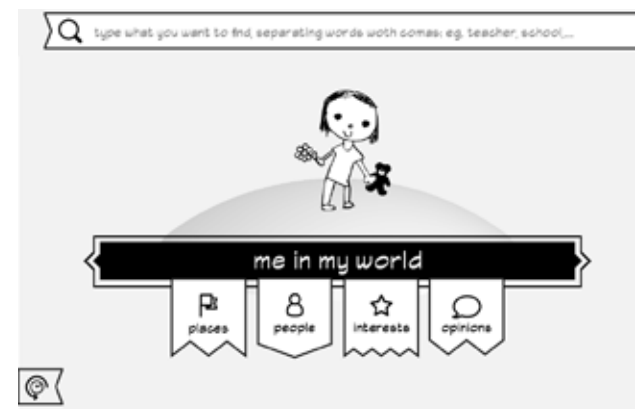 type what you want to find, separating words woth comas: eg. teacher, school,...
me in my world
places people interests opinions